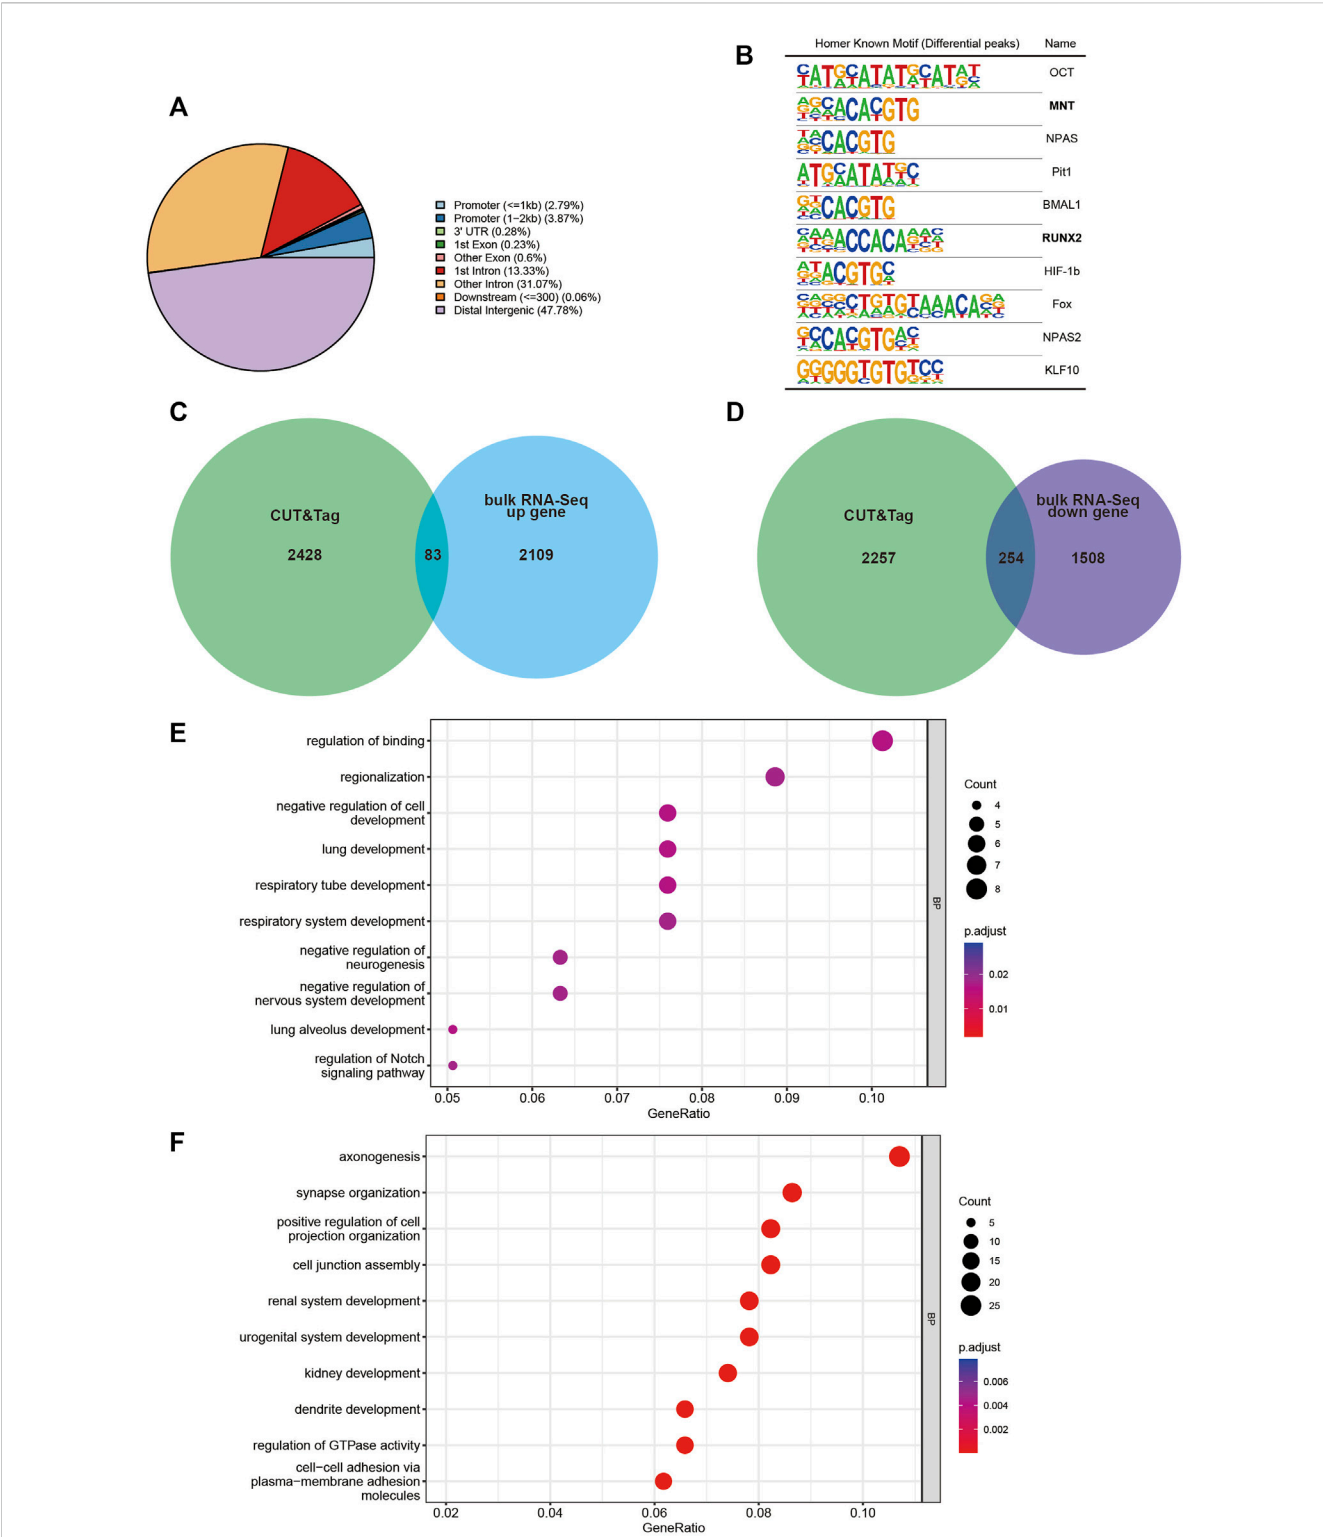 A
Promoter (<=1kb) (2.79%)
Promoter (1-2kb) (3.87%)
3' UTR (0.28%)
1st Exon (0.23%)
Other Exon (0.6%)
1st Intron (13.33%)
Other Intron (31.07%)
Downstream (<=300) (0.06%)
Distal Intergenic (47.78%)
B
Homer Known Motif (Differential peaks) Name
OCT
MNT
NPAS
Pit1
BMAL1
RUNX2
HIF-1b
Fox
NPAS2
KLF10
C
CUT&Tag
2428
83
bulk RNA-Seq
up gene
2109
D
CUT&Tag
2257
254
bulk RNA-Seq
down gene
1508
E
regulation of binding
regionalization
negative regulation of cell
development
lung development
respiratory tube development
respiratory system development
negative regulation of
neurogenesis
negative regulation of
nervous system development
lung alveolus development
regulation of Notch
signaling pathway
0.05 0.06 0.07 0.08 0.09 0.10
GeneRatio
BP
Count
4
5
6
7
8
p.adjust
0.02
0.01
F
axonogenesis
synapse organization
positive regulation of cell
projection organization
cell junction assembly
renal system development
urogenital system development
kidney development
dendrite development
regulation of GTPase activity
cell−cell adhesion via
plasma−membrane adhesion
molecules
0.02 0.04 0.06 0.08 0.10
GeneRatio
BP
Count
5
10
15
20
25
p.adjust
0.006
0.004
0.002